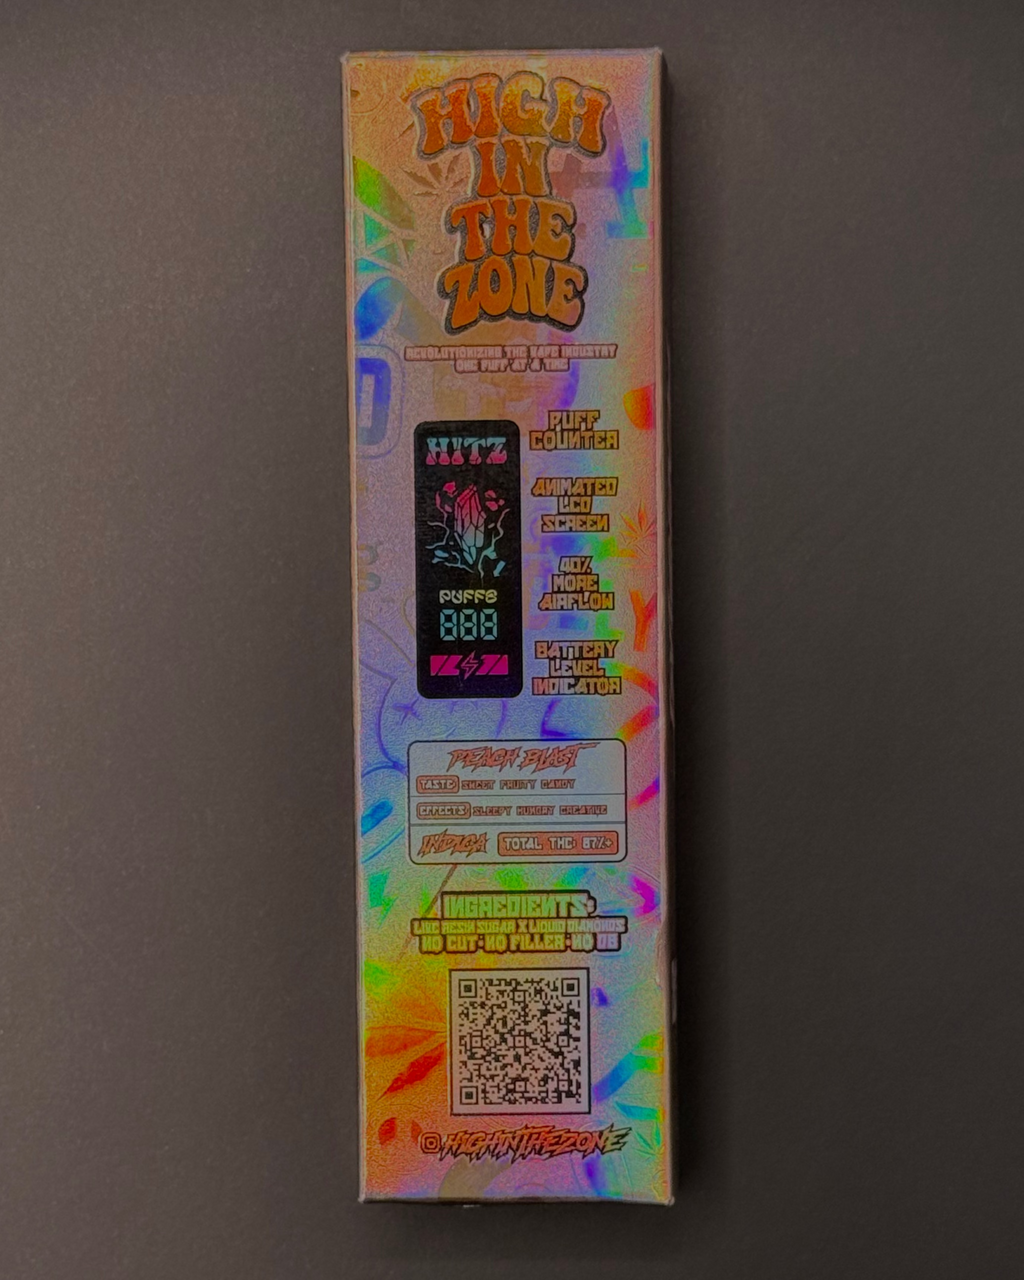 HIGH
IN
THE
ZONE
REVOLUTIONIZING THE VAPE INDUSTRY
ONE PUFF AT A TIME
PUFF
COUNTER
HITZ
ANIMATED
LCD
SCREEN
40%
MORE
AIRFLOW
PUFFS
888
BATTERY
LEVEL
INDICATOR
PEACH BLAST
TASTE: SWEET FRUITY CANDY
EFFECTS: SLEEPY HUNGRY CREATIVE
INDICA TOTAL THC: 87%+
INGREDIENTS:
LIVE RESIN SUGAR X LIQUID DIAMONDS
NO CUT • NO FILLER • NO
HIGHINTHEZONE